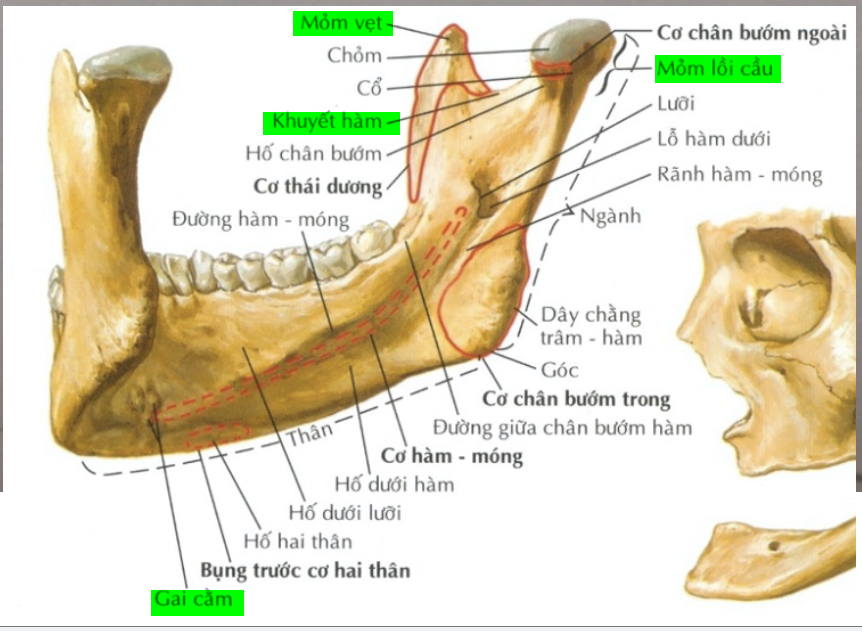 Mỏm vẹt
Chỏm
Cổ
Khuyết hàm
Hố chân bướm
Cơ thái dương
Đường hàm - móng
Cơ chân bướm ngoài
Mỏm lồi cầu
Lưỡi
Lỗ hàm dưới
Rãnh hàm - móng
Ngành
Dây chằng
trâm - hàm
Góc
Cơ chân bướm trong
Đường giữa chân bướm hàm
Thân
Cơ hàm - móng
Hố dưới hàm
Hố dưới lưỡi
Hố hai thân
Bụng trước cơ hai thân
Gai cằm